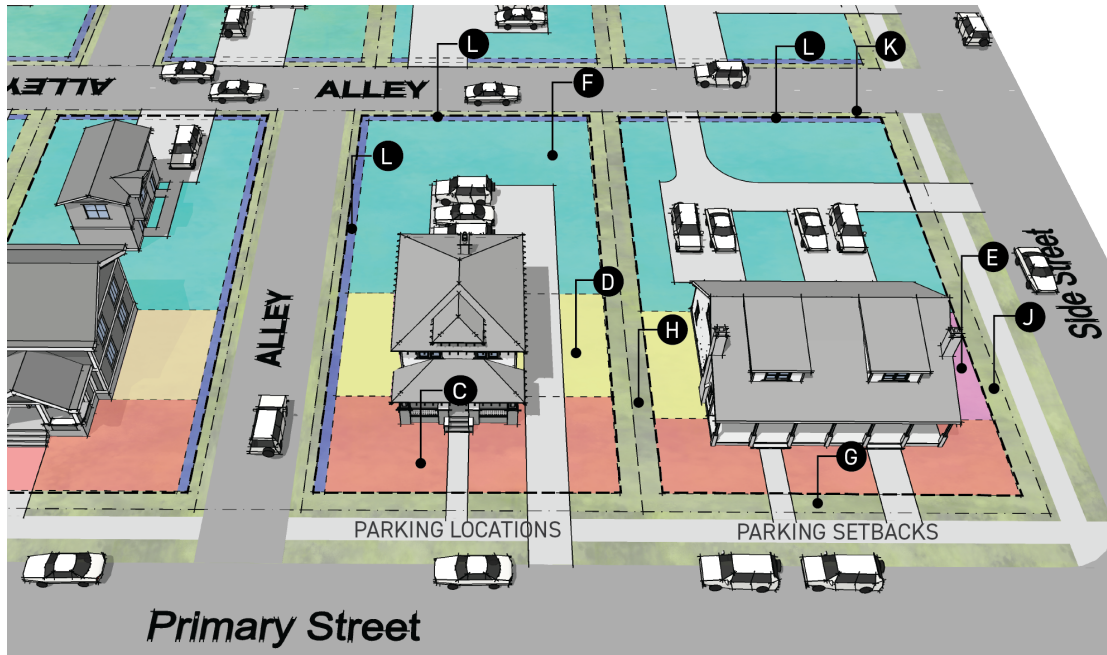 L
L
K
ALLEY
ALLEY
F
L
E
Side Street
D
J
ALLEY
H
C
G
PARKING LOCATIONS
PARKING SETBACKS
Primary Street